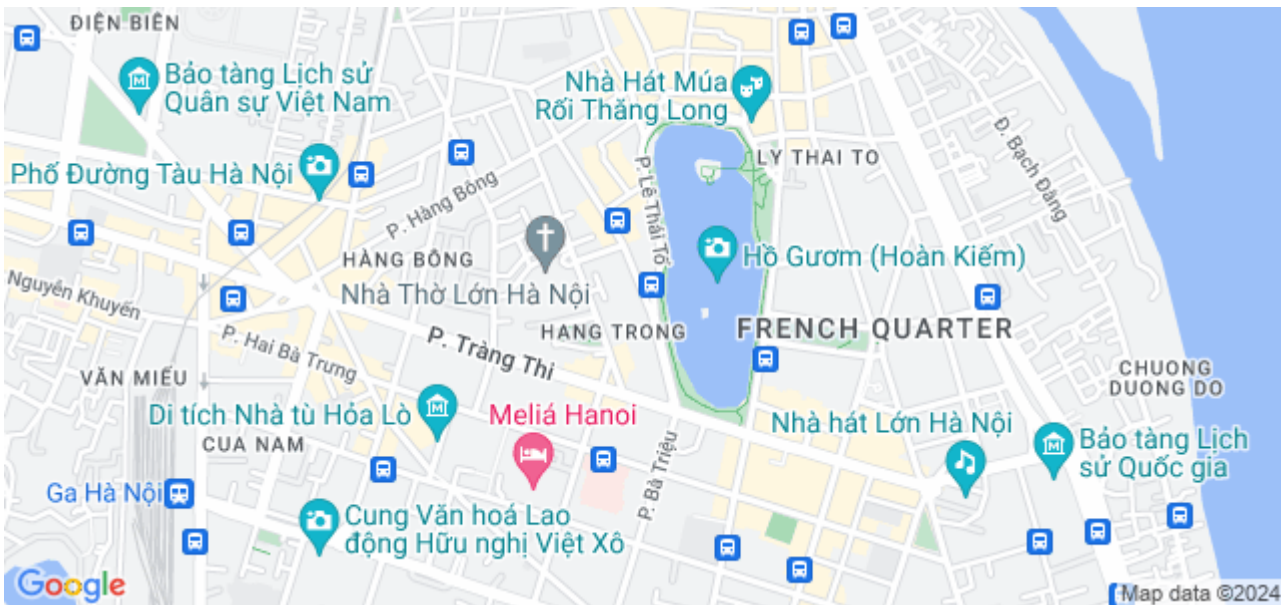 ĐIỆN BIÊN
Bảo tàng Lịch sử
Quân sự Việt Nam
Nhà Hát Múa
Rối Thăng Long
Đ. Bạch Đằng
Phố Đường Tàu Hà Nội
LY THAI TO
P. Hàng Bông
P. Lê Thái Tổ
HÀNG BÔNG
Hồ Gươm (Hoàn Kiếm)
Nguyễn Khuyến
Nhà Thờ Lớn Hà Nội
HANG TRONG
FRENCH QUARTER
P. Hai Bà Trưng
P. Tràng Thi
VĂN MIẾU
CHUONG
DUONG DO
Di tích Nhà tù Hỏa Lò
Meliá Hanoi
Nhà hát Lớn Hà Nội
CUA NAM
Bảo tàng Lịch
sử Quốc gia
P. Bà Triệu
Ga Hà Nội
Cung Văn hoá Lao
động Hữu nghị Việt Xô
Google
Map data ©2024